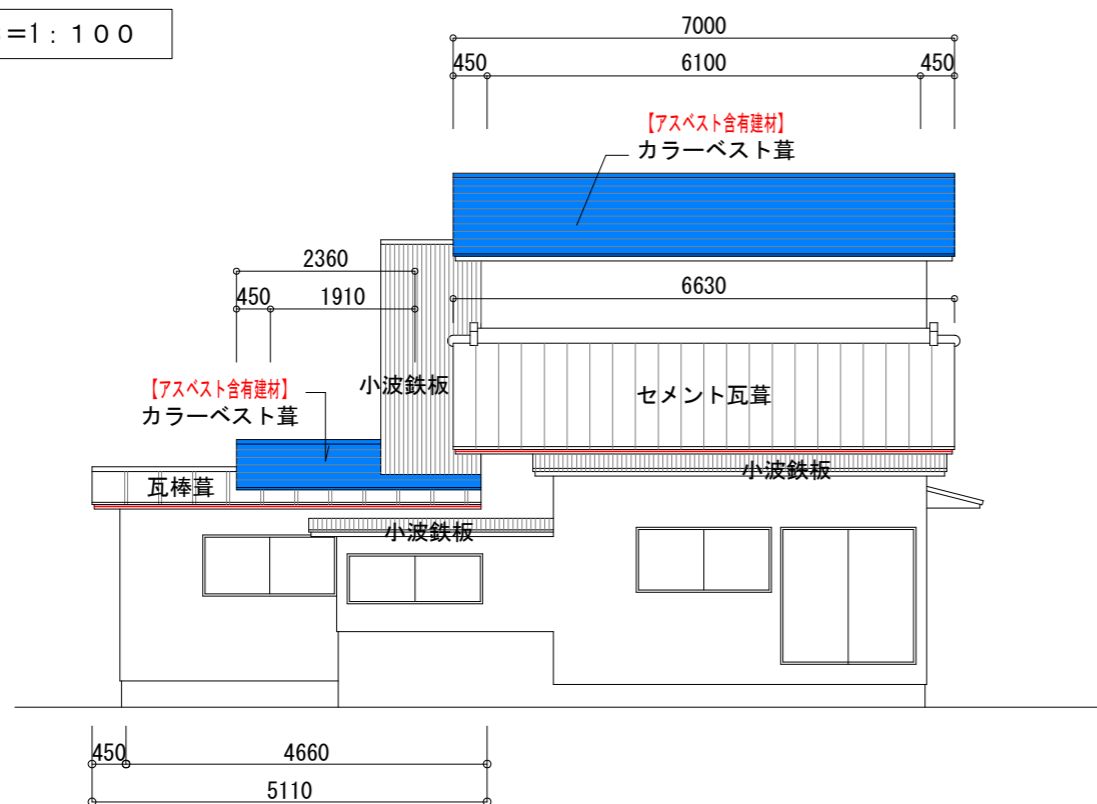 =1：１００
7000
450
6100
450
【アスベスト含有建材】
カラーベスト葺
2360
450
1910
6630
【アスベスト含有建材】
カラーベスト葺
小波鉄板
セメント瓦葺
小波鉄板
瓦棒葺
小波鉄板
450
4660
5110